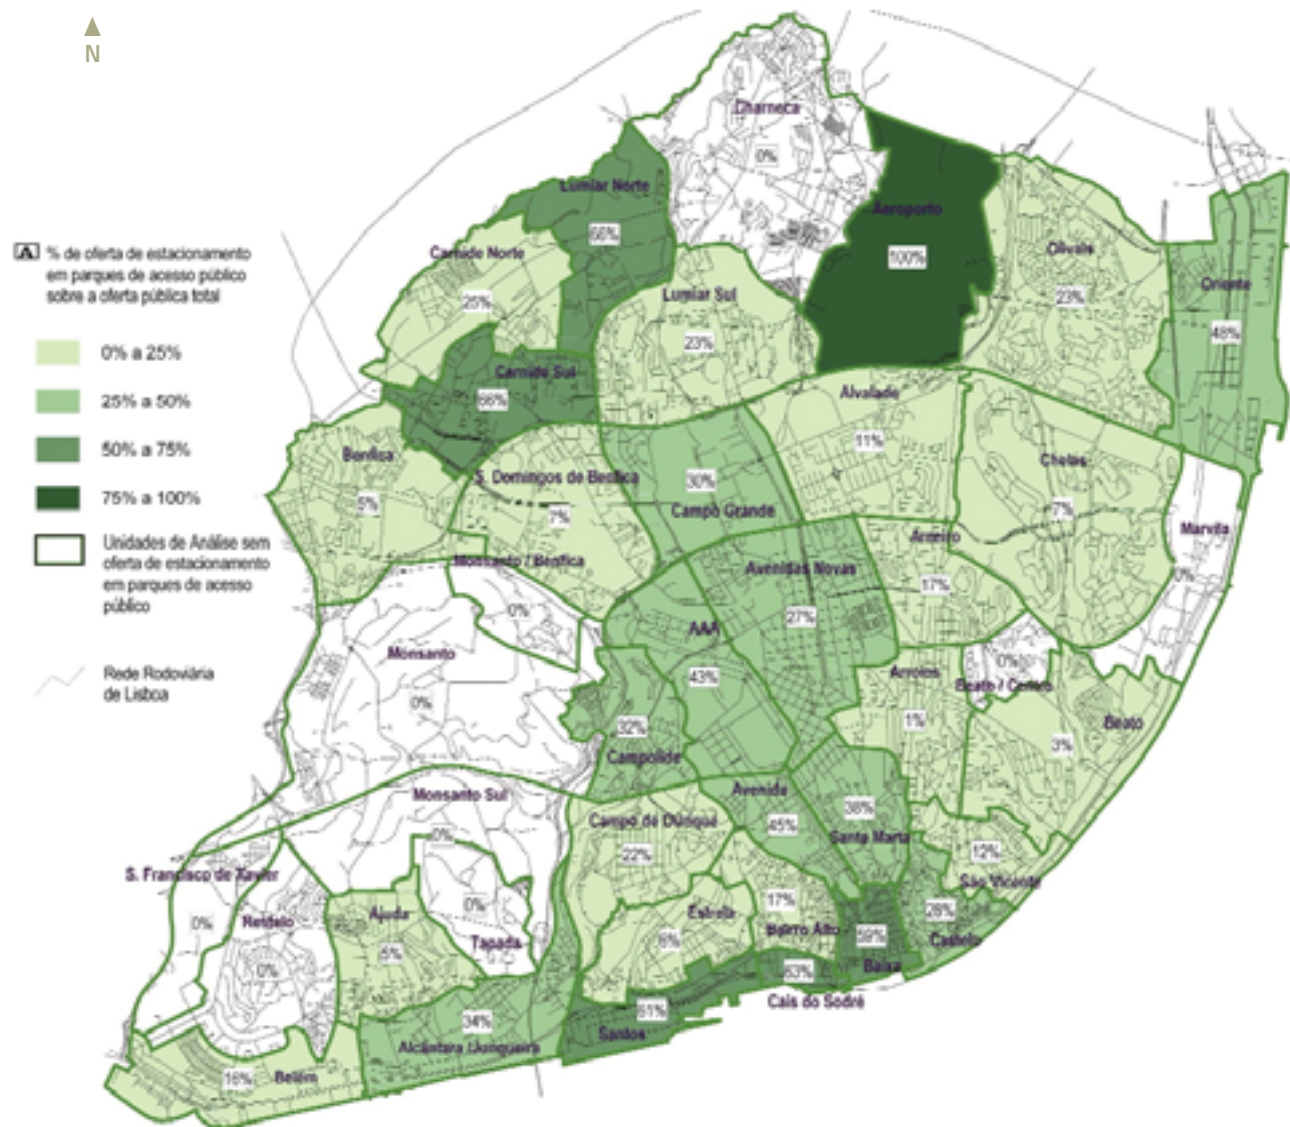 N
Charneca
0%
Lumiar Norte
66%
Aeroporto
100%
Carnide Norte
25%
Olivais
23%
Oriente
48%
Lumiar Sul
23%
A % de oferta de estacionamento
em parques de acesso público
sobre a oferta pública total
0% a 25%
25% a 50%
50% a 75%
75% a 100%
Unidades de Análise sem
oferta de estacionamento
em parques de acesso
público
Rede Rodoviária
de Lisboa
Carnide Sul
66%
Alvalade
11%
Benfica
5%
S. Domingos de Benfica
7%
30%
Campo Grande
Chelas
7%
Marvila
0%
Areeiro
17%
Monsanto / Benfica
0%
Avenidas Novas
27%
AAA
43%
Monsanto
0%
0%
Beato / Centro
Arroios
1%
Beato
3%
32%
Campolide
Avenida
45%
38%
Santa Marta
Monsanto Sul
0%
Campo de Ourique
22%
12%
São Vicente
S. Francisco de Xavier
0%
Restelo
0%
Ajuda
5%
0%
Tapada
Estrela
6%
17%
Bairro Alto
59%
Baixa
28%
Castelo
63%
Cais do Sodré
61%
Santos
34%
Alcântara /Junqueira
16%
Belém